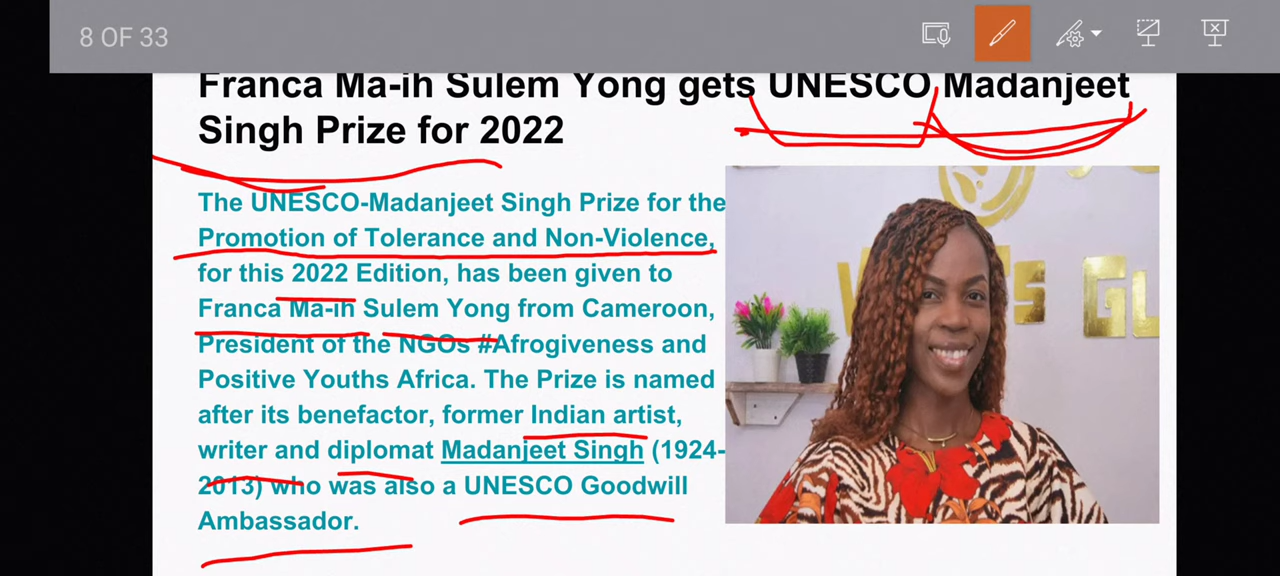 8 OF 33
Franca Ma-ih Sulem Yong gets UNESCO Madanjeet
Singh Prize for 2022
The UNESCO-Madanjeet Singh Prize for the
Promotion of Tolerance and Non-Violence,
for this 2022 Edition, has been given to
Franca Ma-ih Sulem Yong from Cameroon,
President of the NGOs #Afrogiveness and
Positive Youths Africa. The Prize is named
after its benefactor, former Indian artist,
writer and diplomat Madanjeet Singh (1924-
2013) who was also a UNESCO Goodwill
Ambassador.